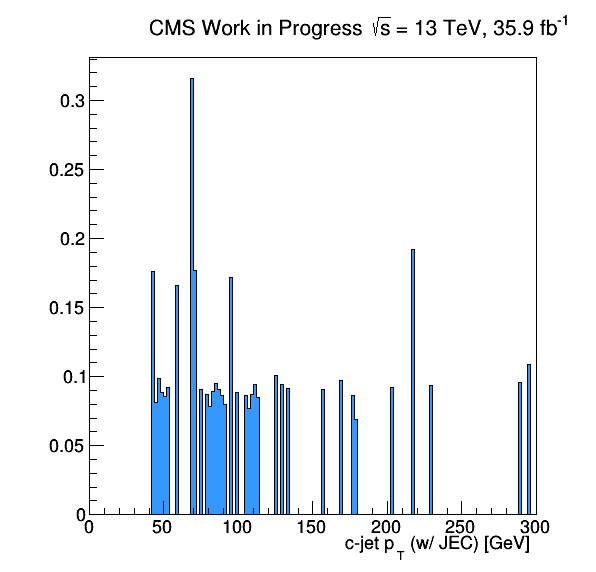 CMS Work in Progress √s = 13 TeV, 35.9 fb⁻¹
0.3
0.25
0.2
0.15
0.1
0.05
0
0 50 100 150 200 250 300
c-jet p_T (w/ JEC) [GeV]